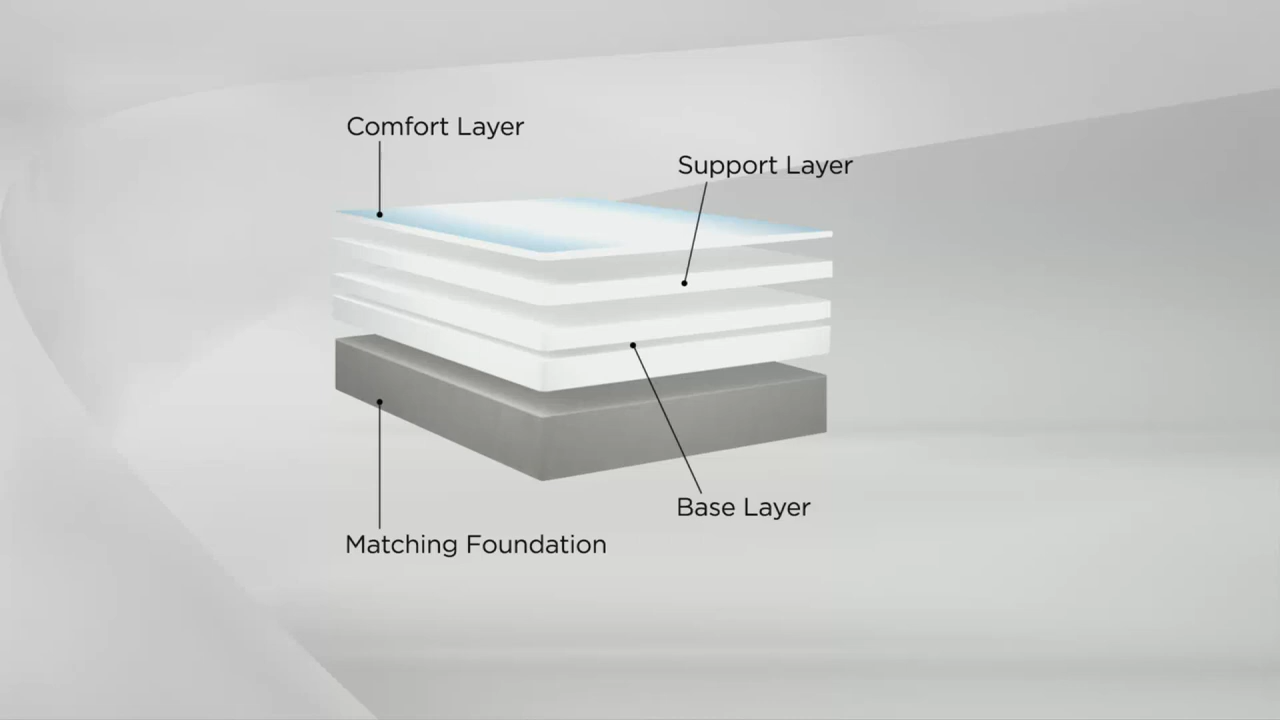 Comfort Layer
Support Layer
Base Layer
Matching Foundation